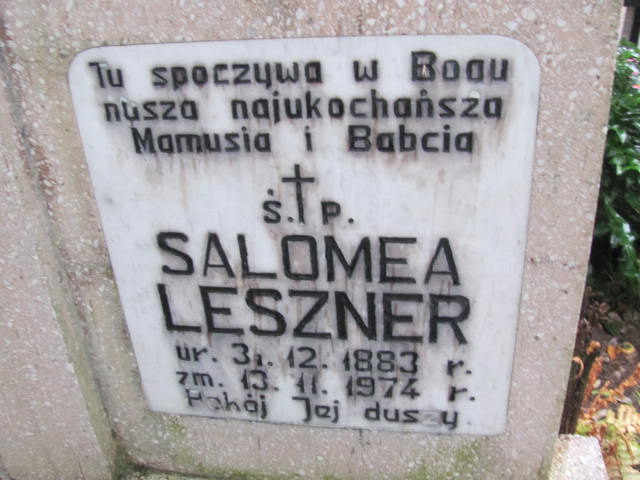 Tu spoczywa w Bogu
nasza najukochańsza
Mamusia i Babcia
ś.†p.
SALOMEA
LESZNER
ur. 31. 12. 1883 r.
zm. 13. 11. 1974 r.
Pokój Jej duszy